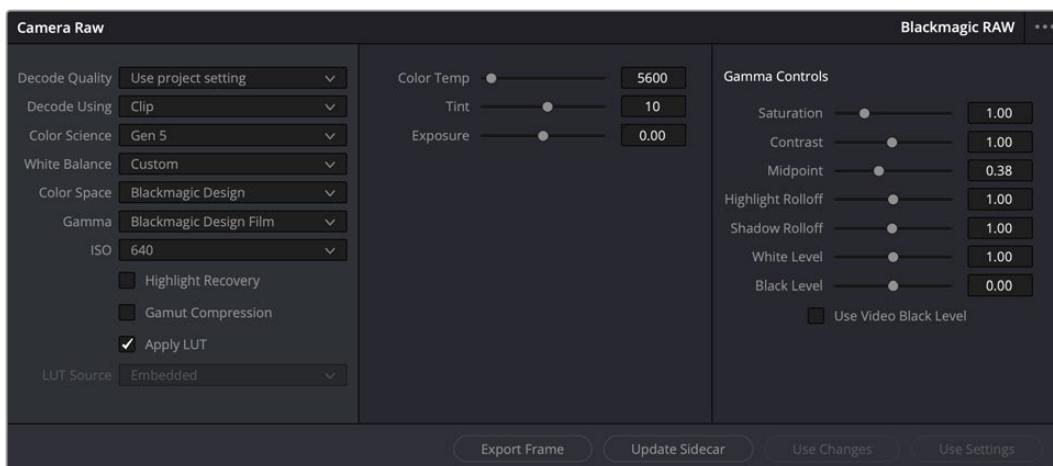 Camera Raw
Blackmagic RAW
Decode Quality Use project setting
Decode Using Clip
Color Science Gen 5
White Balance Custom
Color Space Blackmagic Design
Gamma Blackmagic Design Film
ISO 640
Highlight Recovery
Gamut Compression
Apply LUT
LUT Source Embedded
Color Temp 5600
Tint 10
Exposure 0.00
Gamma Controls
Saturation 1.00
Contrast 1.00
Midpoint 0.38
Highlight Rolloff 1.00
Shadow Rolloff 1.00
White Level 1.00
Black Level 0.00
Use Video Black Level
Export Frame
Update Sidecar
Use Changes
Use Settings